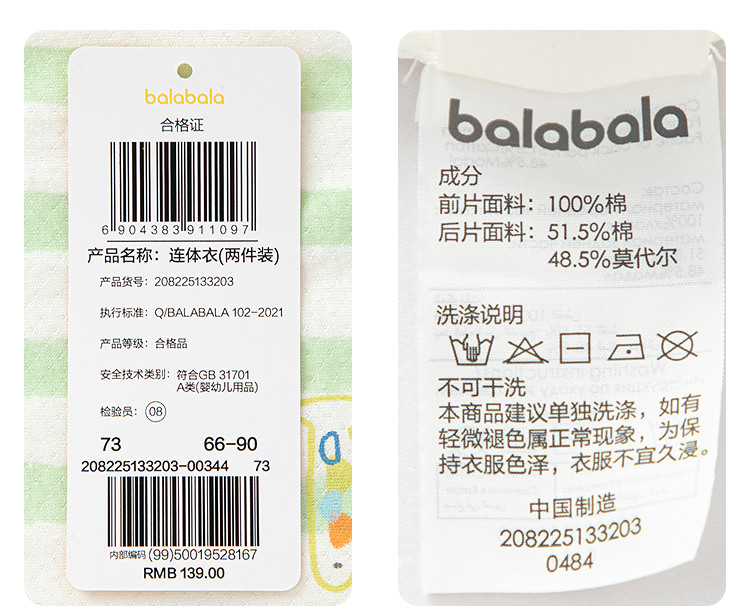 balabala
合格证
6 904383 911097
产品名称：连体衣(两件装)
产品货号：208225133203
执行标准：Q/BALABALA 102-2021
产品等级：合格品
安全技术类别：符合GB 31701
A类(婴幼儿用品)
检验员：08
73 66-90
208225133203-00344 73
内部编码 (99)50019528167
RMB 139.00
balabala
成分
前片面料：100%棉
后片面料：51.5%棉
48.5%莫代尔
洗涤说明
不可干洗
本商品建议单独洗涤，如有
轻微褪色属正常现象，为保
持衣服色泽，衣服不宜久浸。
中国制造
208225133203
0484